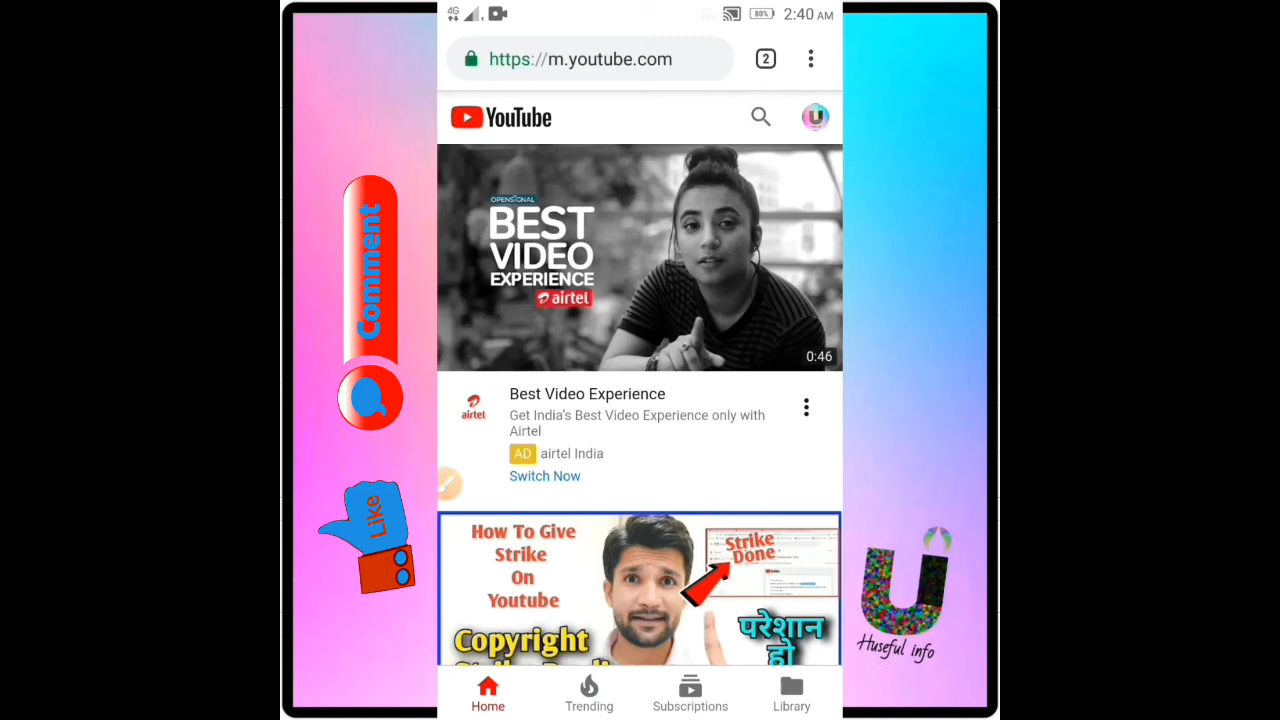 4G
80%
2:40 AM
https://m.youtube.com
2
YouTube
U
OPENSIGNAL
BEST
VIDEO
EXPERIENCE
airtel
0:46
airtel
Best Video Experience
Get India's Best Video Experience only with
Airtel
AD airtel India
Switch Now
How To Give
Strike
On
Youtube
Copyright
Strike
Done
परेशान
हो
Home
Trending
Subscriptions
Library
Comment
Like
U
Huseful info